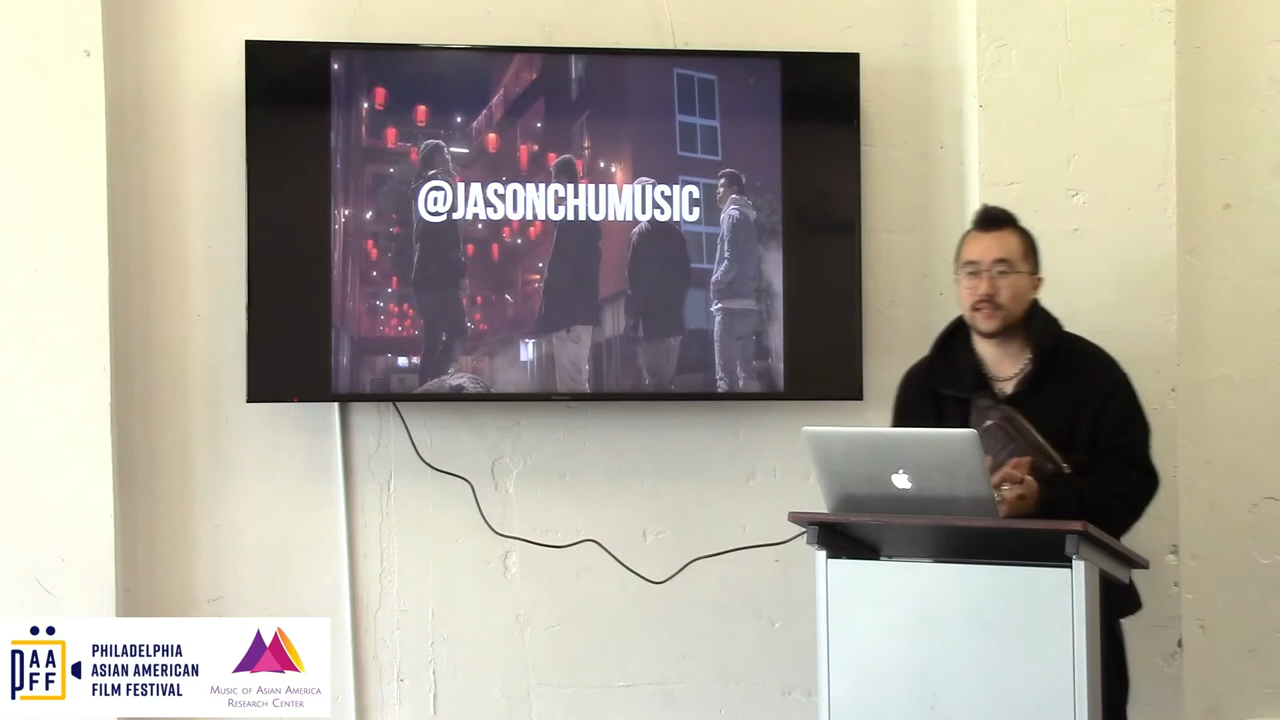 @JASONCHUMUSIC
PAAFF
PHILADELPHIA
ASIAN AMERICAN
FILM FESTIVAL
MUSIC OF ASIAN AMERICA
RESEARCH CENTER